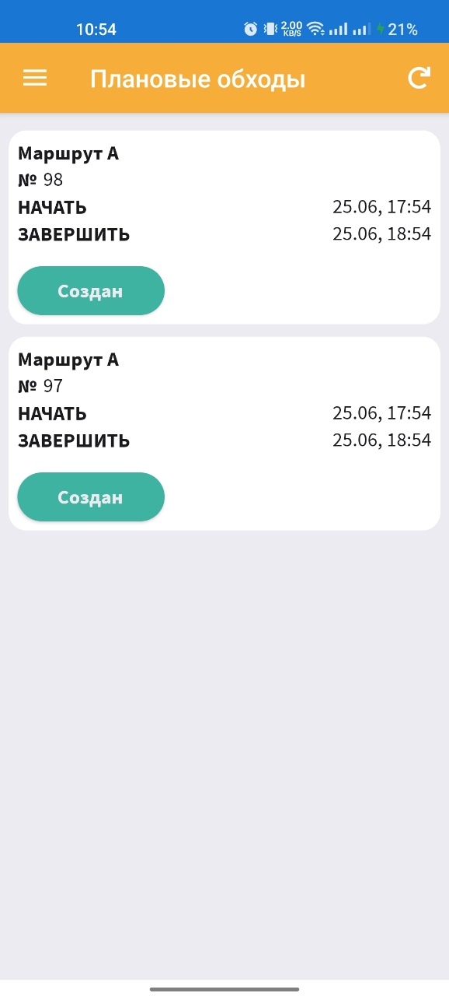 10:54 2.00 KB/S 21%
Плановые обходы
Маршрут А
№ 98
НАЧАТЬ 25.06, 17:54
ЗАВЕРШИТЬ 25.06, 18:54
Создан
Маршрут А
№ 97
НАЧАТЬ 25.06, 17:54
ЗАВЕРШИТЬ 25.06, 18:54
Создан